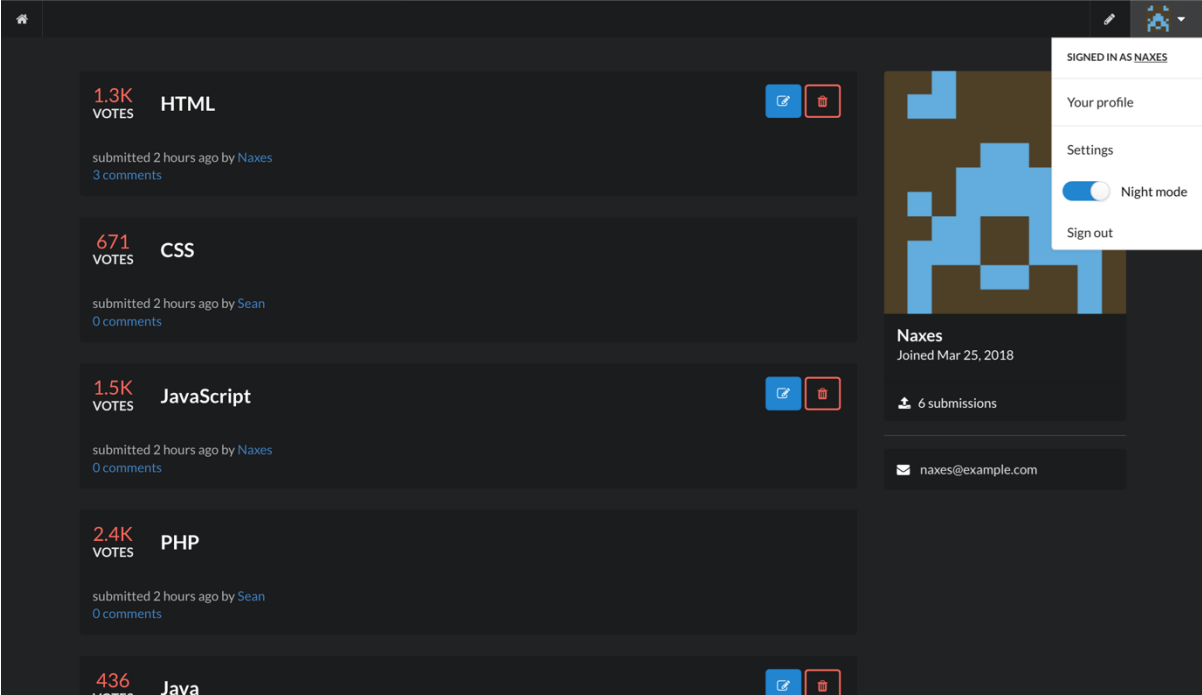 SIGNED IN AS NAXES
Your profile
Settings
Night mode
Sign out
1.3K
VOTES
HTML
submitted 2 hours ago by Naxes
3 comments
671
VOTES
CSS
submitted 2 hours ago by Sean
0 comments
1.5K
VOTES
JavaScript
submitted 2 hours ago by Naxes
0 comments
2.4K
VOTES
PHP
submitted 2 hours ago by Sean
0 comments
436
VOTES
Java
Naxes
Joined Mar 25, 2018
6 submissions
naxes@example.com